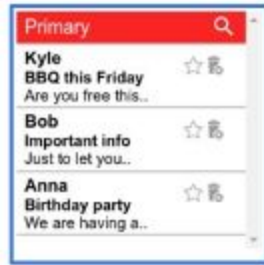 Primary
Kyle
BBQ this Friday
Are you free this..
Bob
Important info
Just to let you..
Anna
Birthday party
We are having a..